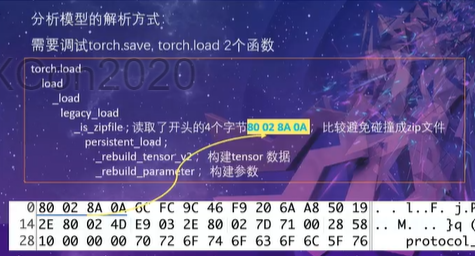 分析模型的解析方式:
需要调试torch.save, torch.load 2个函数
XCon2020
torch.load
load
_load
legacy_load
_is_zipfile ; 读取了开头的4个字节80 02 8A 0A， 比较避免碰撞成zip文件
persistent_load ;
_rebuild_tensor_v2 ; 构建tensor 数据
_rebuild_parameter ; 构建参数
0 80 02 8A 0A 6C FC 9C 46 F9 20 6A A8 50 19 . . l..F. j.P
14 2E 80 02 4D E9 03 2E 80 02 7D 71 00 28 58 .. M. . }q (
28 10 00 00 00 70 72 6F 74 6F 63 6F 6C 5F 76 protocol_